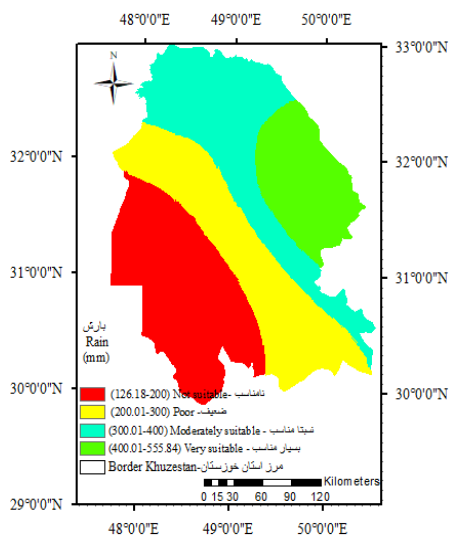 48°0'0"E 49°0'0"E 50°0'0"E
N
33°0'0"N
32°0'0"N 32°0'0"N
31°0'0"N 31°0'0"N
30°0'0"N 30°0'0"N
29°0'0"N
بارش
Rain
(mm)
(126.18-200) Not suitable - نامناسب
(200.01-300) Poor - ضعیف
(300.01-400) Moderately suitable - نسبتا مناسب
(400.01-555.84) Very suitable - بسیار مناسب
Border Khuzestan-مرز استان خوزستان
Kilometers
0 15 30 60 90 120
48°0'0"E 49°0'0"E 50°0'0"E